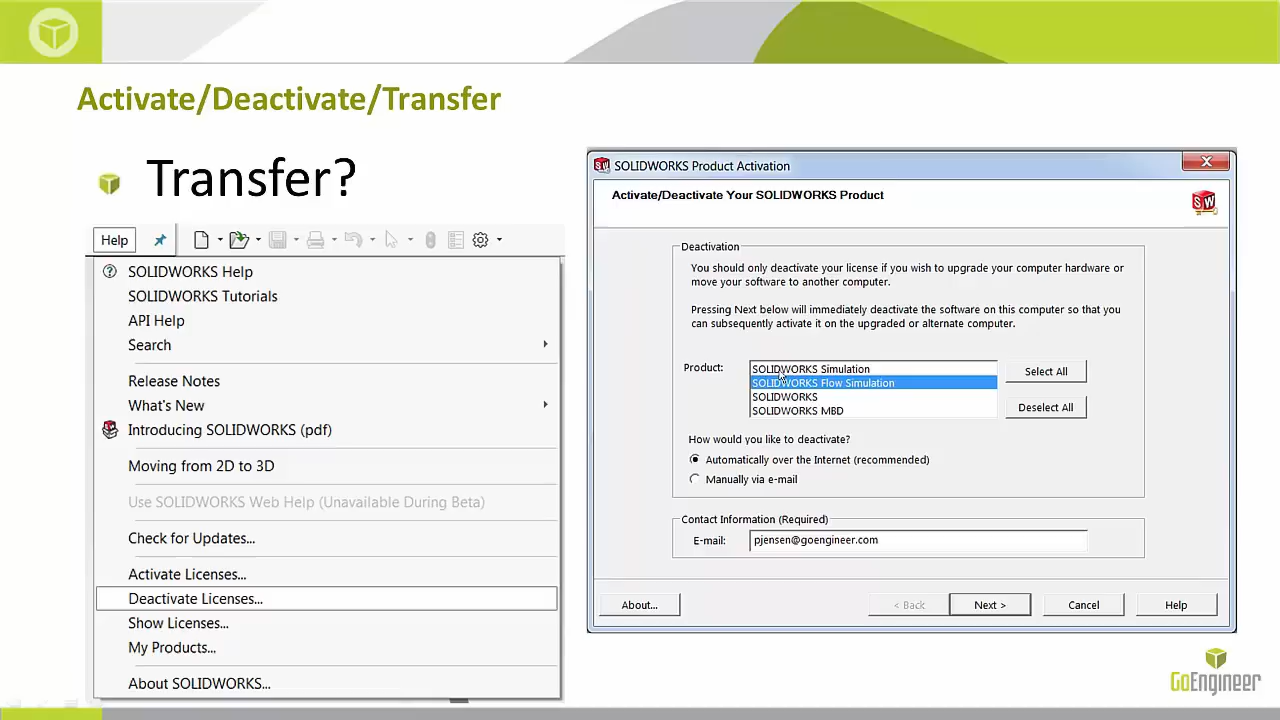 Activate/Deactivate/Transfer
Transfer?
Help
SOLIDWORKS Help
SOLIDWORKS Tutorials
API Help
Search
Release Notes
What's New
Introducing SOLIDWORKS (pdf)
Moving from 2D to 3D
Use SOLIDWORKS Web Help (Unavailable During Beta)
Check for Updates...
Activate Licenses...
Deactivate Licenses...
Show Licenses...
My Products...
About SOLIDWORKS...
SW SOLIDWORKS Product Activation
Activate/Deactivate Your SOLIDWORKS Product
SW
Deactivation
You should only deactivate your license if you wish to upgrade your computer hardware or
move your software to another computer.
Pressing Next below will immediately deactivate the software on this computer so that you
can subsequently activate it on the upgraded or alternate computer.
Product:
SOLIDWORKS Simulation
SOLIDWORKS Flow Simulation
SOLIDWORKS
SOLIDWORKS MBD
Select All
Deselect All
How would you like to deactivate?
Automatically over the Internet (recommended)
Manually via e-mail
Contact Information (Required)
E-mail: pjensen@goengineer.com
About... < Back Next > Cancel Help
GoEngineer